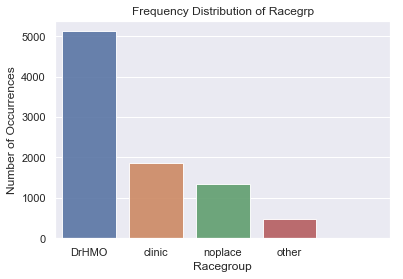 Frequency Distribution of Racegrp
5000
4000
3000
2000
1000
0
Number of Occurrences
DrHMO clinic noplace other
Racegroup